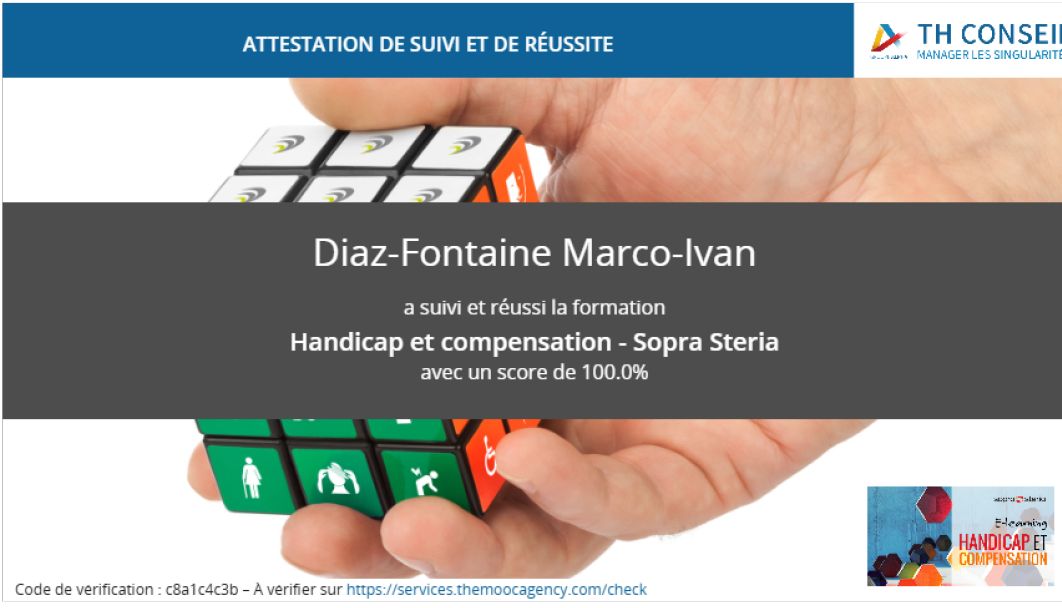 ATTESTATION DE SUIVI ET DE RÉUSSITE
TH CONSEI
MANAGER LES SINGULARITÉ
Diaz-Fontaine Marco-Ivan
a suivi et réussi la formation
Handicap et compensation - Sopra Steria
avec un score de 100.0%
sopra steria
E-learning
HANDICAP ET
COMPENSATION
Code de vérification : c8a1c4c3b – À vérifier sur https://services.themoocagency.com/check